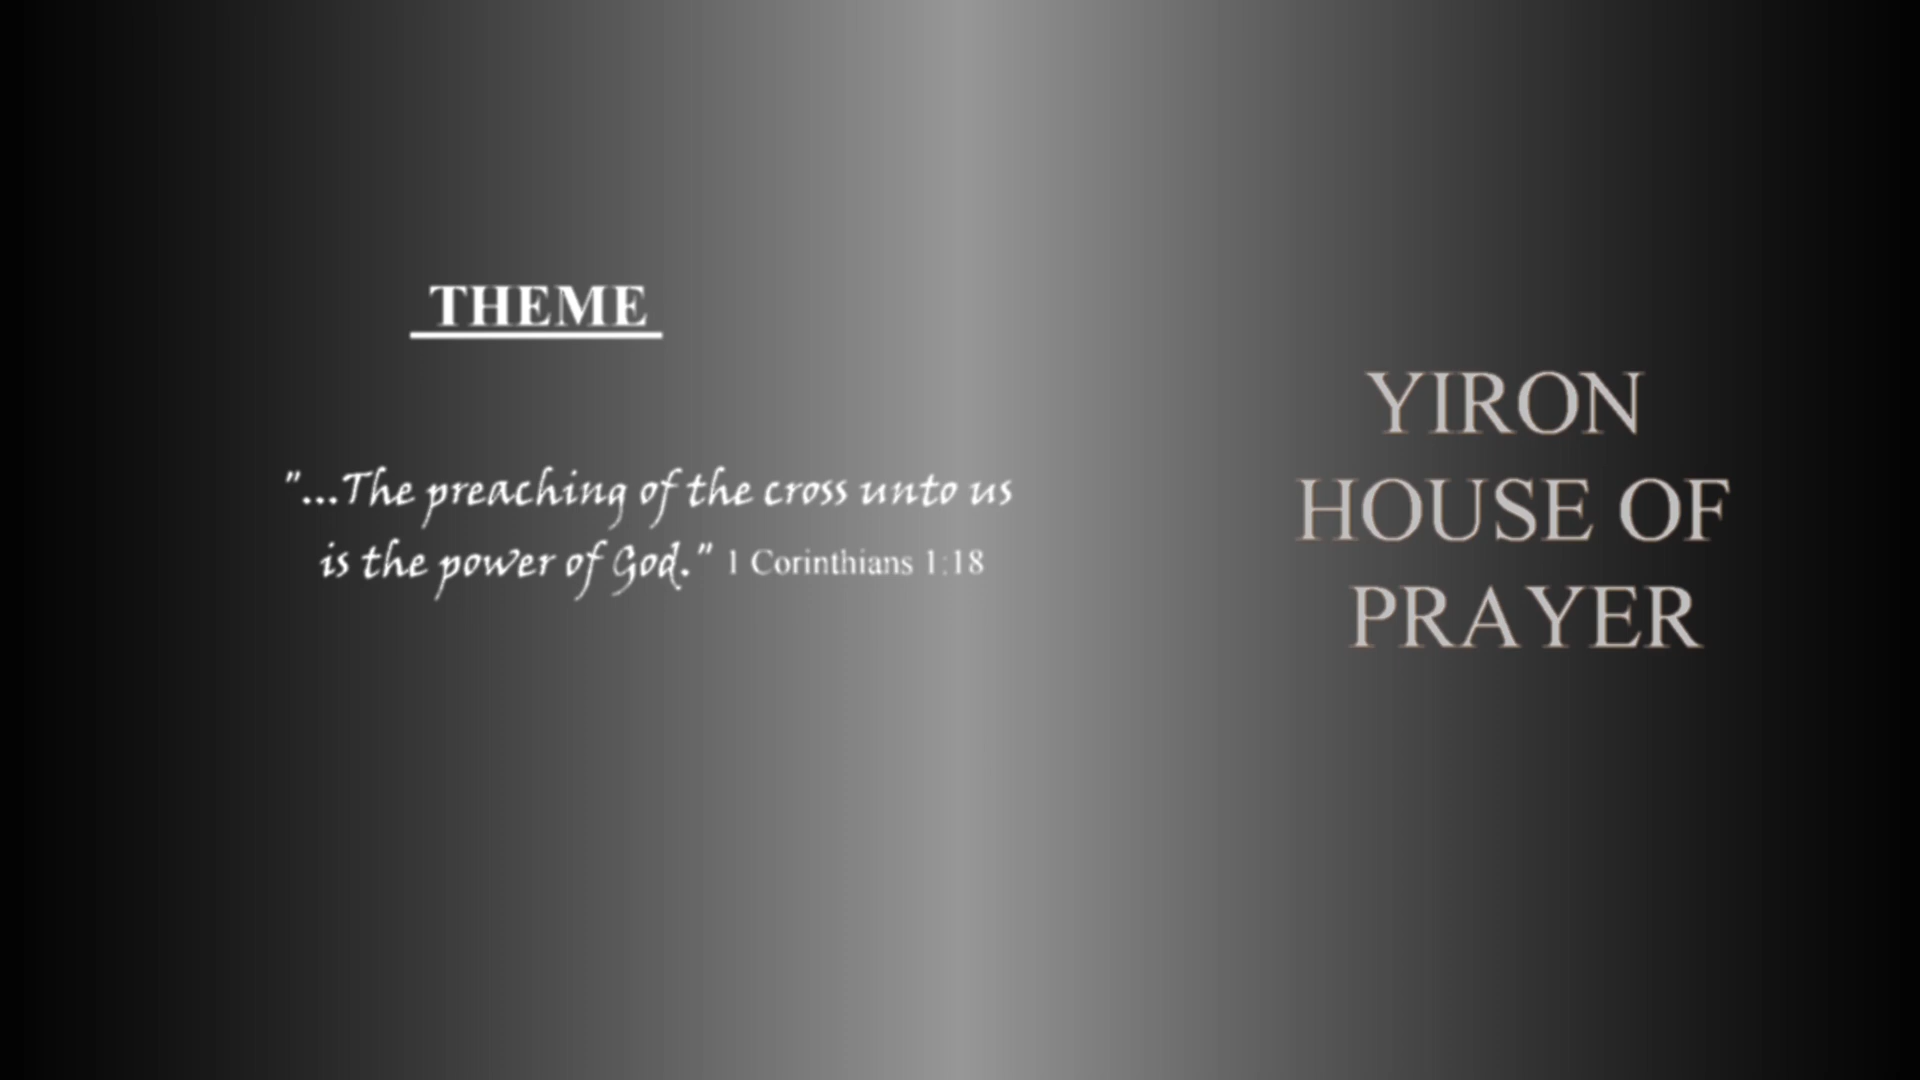 THEME
"...The preaching of the cross unto us
is the power of God." 1 Corinthians 1:18
YIRON
HOUSE OF
PRAYER